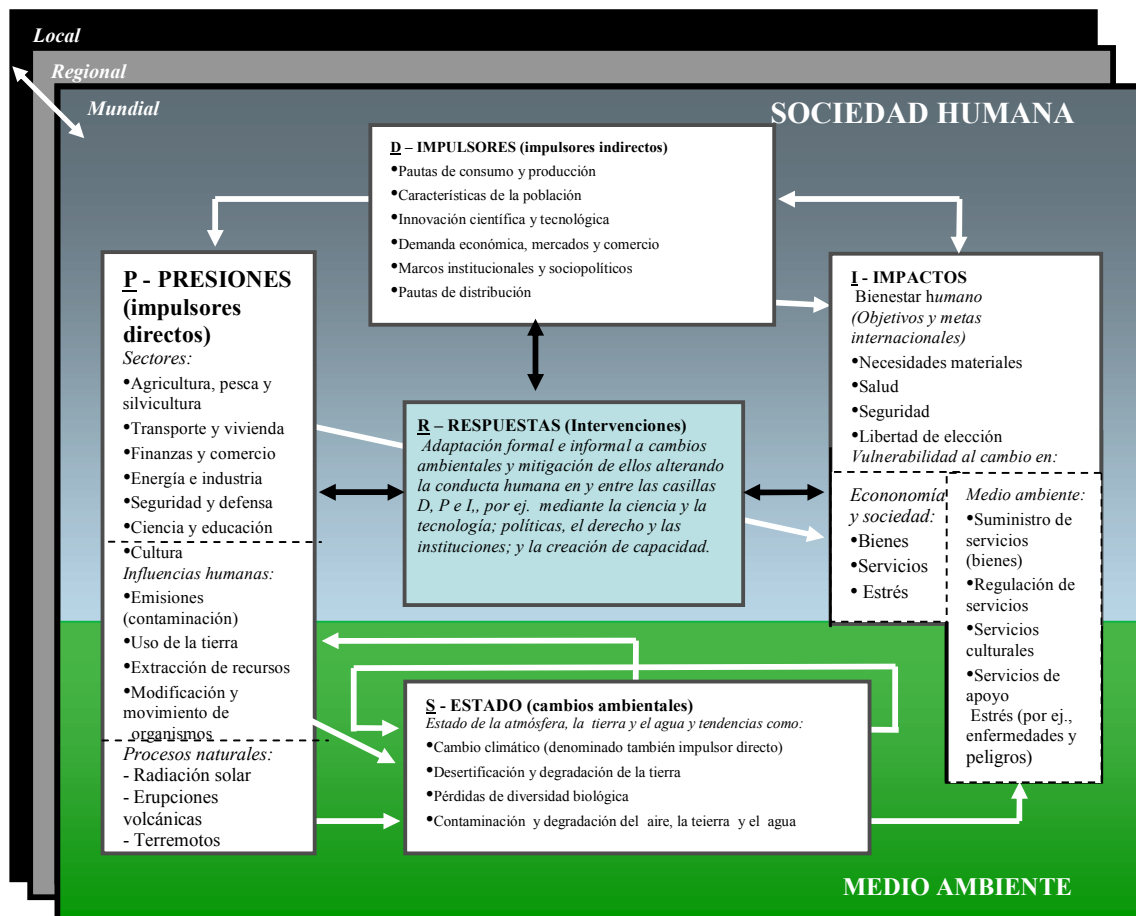 Local
Regional
Mundial
SOCIEDAD HUMANA
D – IMPULSORES (impulsores indirectos)
•Pautas de consumo y producción
•Características de la población
•Innovación científica y tecnológica
•Demanda económica, mercados y comercio
•Marcos institucionales y sociopolíticos
•Pautas de distribución
P - PRESIONES
(impulsores
directos)
Sectores:
•Agricultura, pesca y
silvicultura
•Transporte y vivienda
•Finanzas y comercio
•Energía e industria
•Seguridad y defensa
•Ciencia y educación
•Cultura
Influencias humanas:
•Emisiones
(contaminación)
•Uso de la tierra
•Extracción de recursos
•Modificación y
movimiento de
organismos
Procesos naturales:
- Radiación solar
- Erupciones
volcánicas
- Terremotos
R – RESPUESTAS (Intervenciones)
Adaptación formal e informal a cambios
ambientales y mitigación de ellos alterando
la conducta humana en y entre las casillas
D, P e I,, por ej. mediante la ciencia y la
tecnología; políticas, el derecho y las
instituciones; y la creación de capacidad.
I - IMPACTOS
Bienestar humano
(Objetivos y metas
internacionales)
•Necesidades materiales
•Salud
•Seguridad
•Libertad de elección
Vulnerabilidad al cambio en:
Econonomía
y sociedad:
•Bienes
•Servicios
• Estrés
Medio ambiente:
•Suministro de
servicios
(bienes)
•Regulación de
servicios
•Servicios
culturales
•Servicios de
apoyo
Estrés (por ej.,
enfermedades y
peligros)
S - ESTADO (cambios ambientales)
Estado de la atmósfera, la tierra y el agua y tendencias como:
•Cambio climático (denominado también impulsor directo)
•Desertificación y degradación de la tierra
•Pérdidas de diversidad biológica
•Contaminación y degradación del aire, la teierra y el agua
MEDIO AMBIENTE